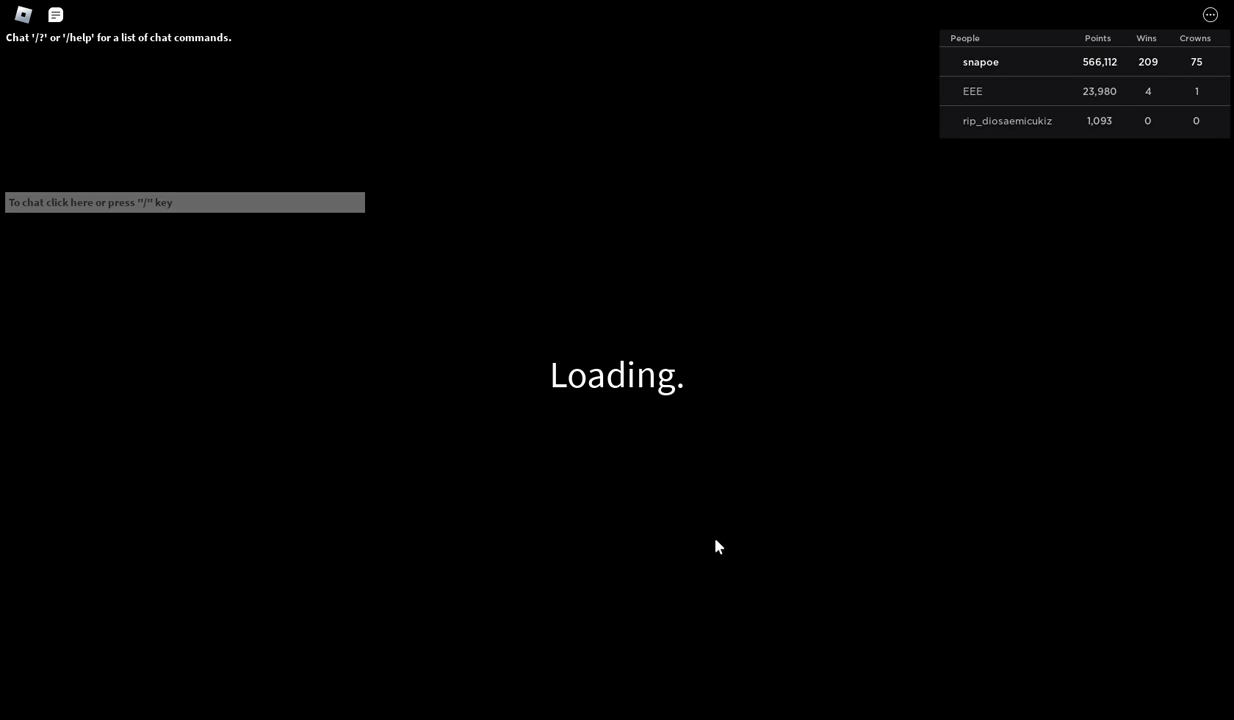 Chat '/?' or '/help' for a list of chat commands.
People Points Wins Crowns
snapoe 566,112 209 75
EEE 23,980 4 1
rip_diosaemicukiz 1,093 0 0
To chat click here or press "/" key
Loading.